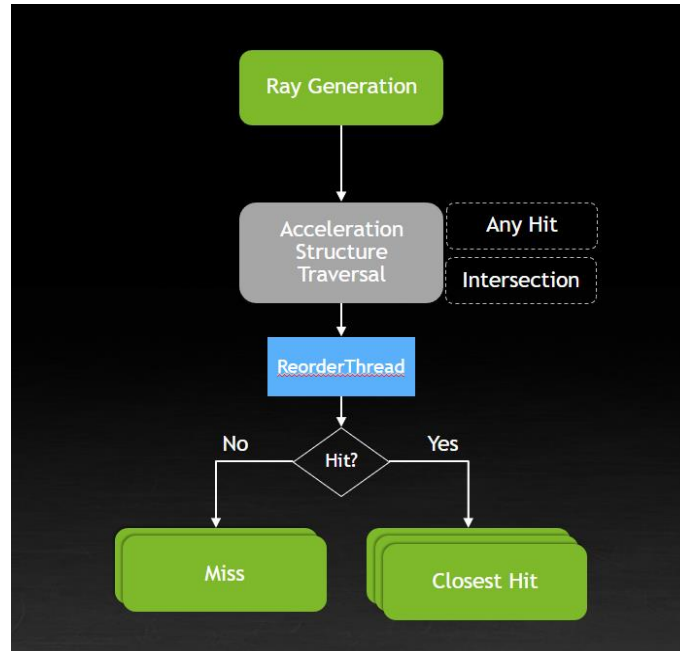 Ray Generation
Acceleration
Structure
Traversal
Any Hit
Intersection
ReorderThread
No
Yes
Hit?
Miss
Closest Hit